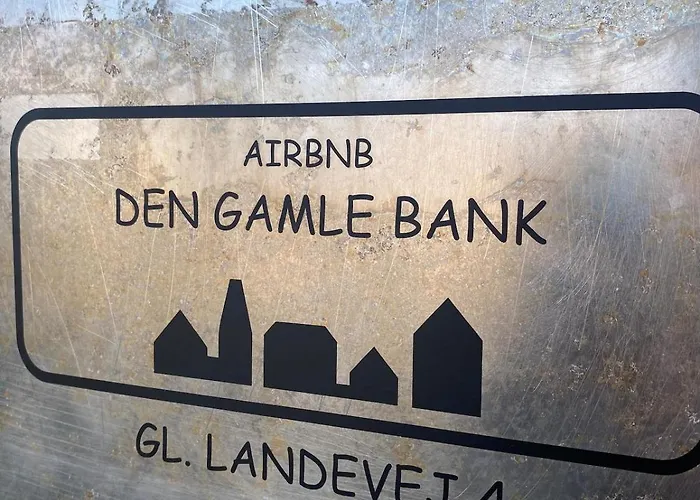 AIRBNB
DEN GAMLE BANK
GL. LANDEVEJ